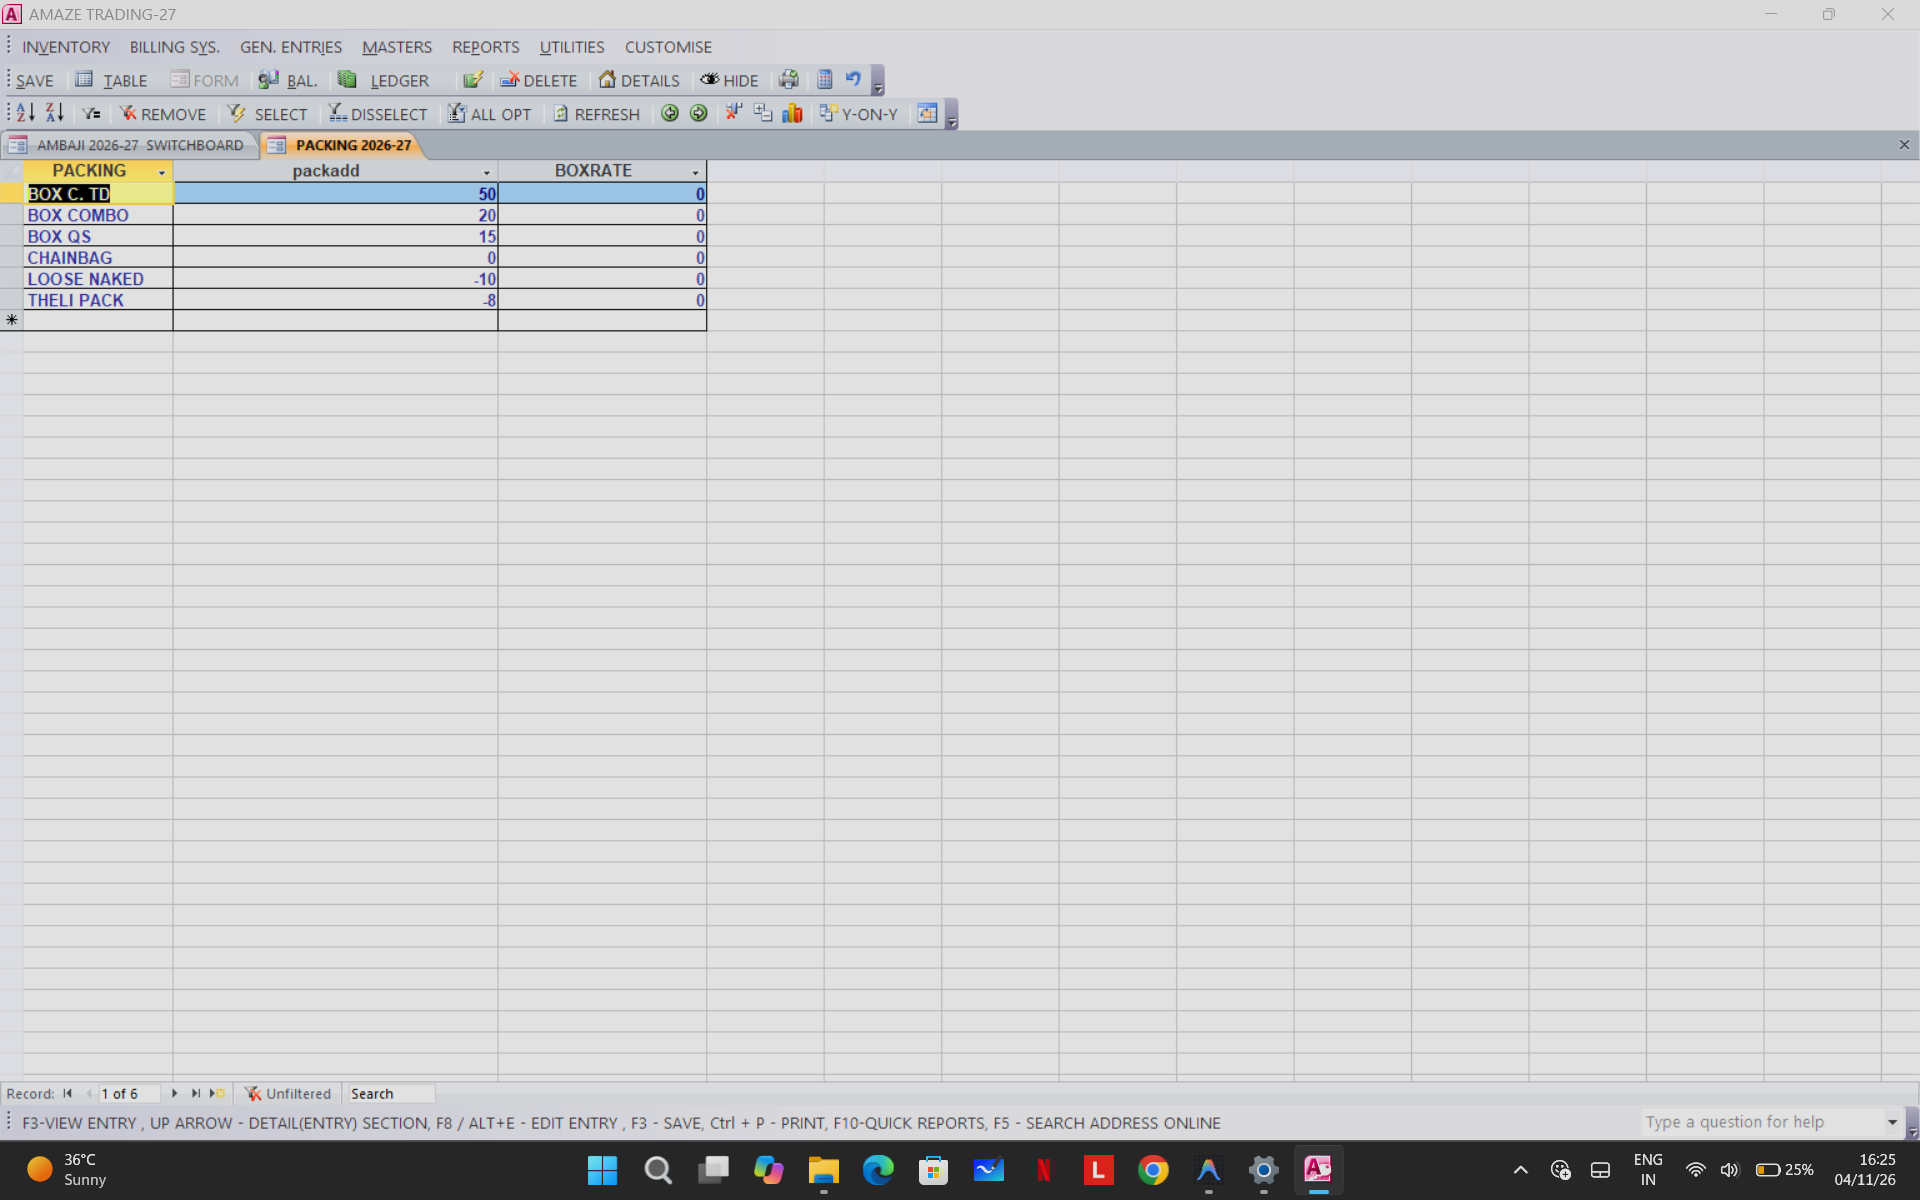 AMAZE TRADING-27
INVENTORY BILLING SYS. GEN. ENTRIES MASTERS REPORTS UTILITIES CUSTOMISE
SAVE TABLE FORM BAL. LEDGER DELETE DETAILS HIDE
REMOVE SELECT DISSELECT ALL OPT REFRESH Y-ON-Y
AMBAJI 2026-27 SWITCHBOARD PACKING 2026-27
PACKING packadd BOXRATE
BOX C. TD 50 0
BOX COMBO 20 0
BOX QS 15 0
CHAINBAG 0 0
LOOSE NAKED -10 0
THELI PACK -8 0
Record: 1 of 6 Unfiltered Search
F3-VIEW ENTRY , UP ARROW - DETAIL(ENTRY) SECTION, F8 / ALT+E - EDIT ENTRY , F3 - SAVE, Ctrl + P - PRINT, F10-QUICK REPORTS, F5 - SEARCH ADDRESS ONLINE Type a question for help
36°C
Sunny
ENG
IN
25%
16:25
04/11/26